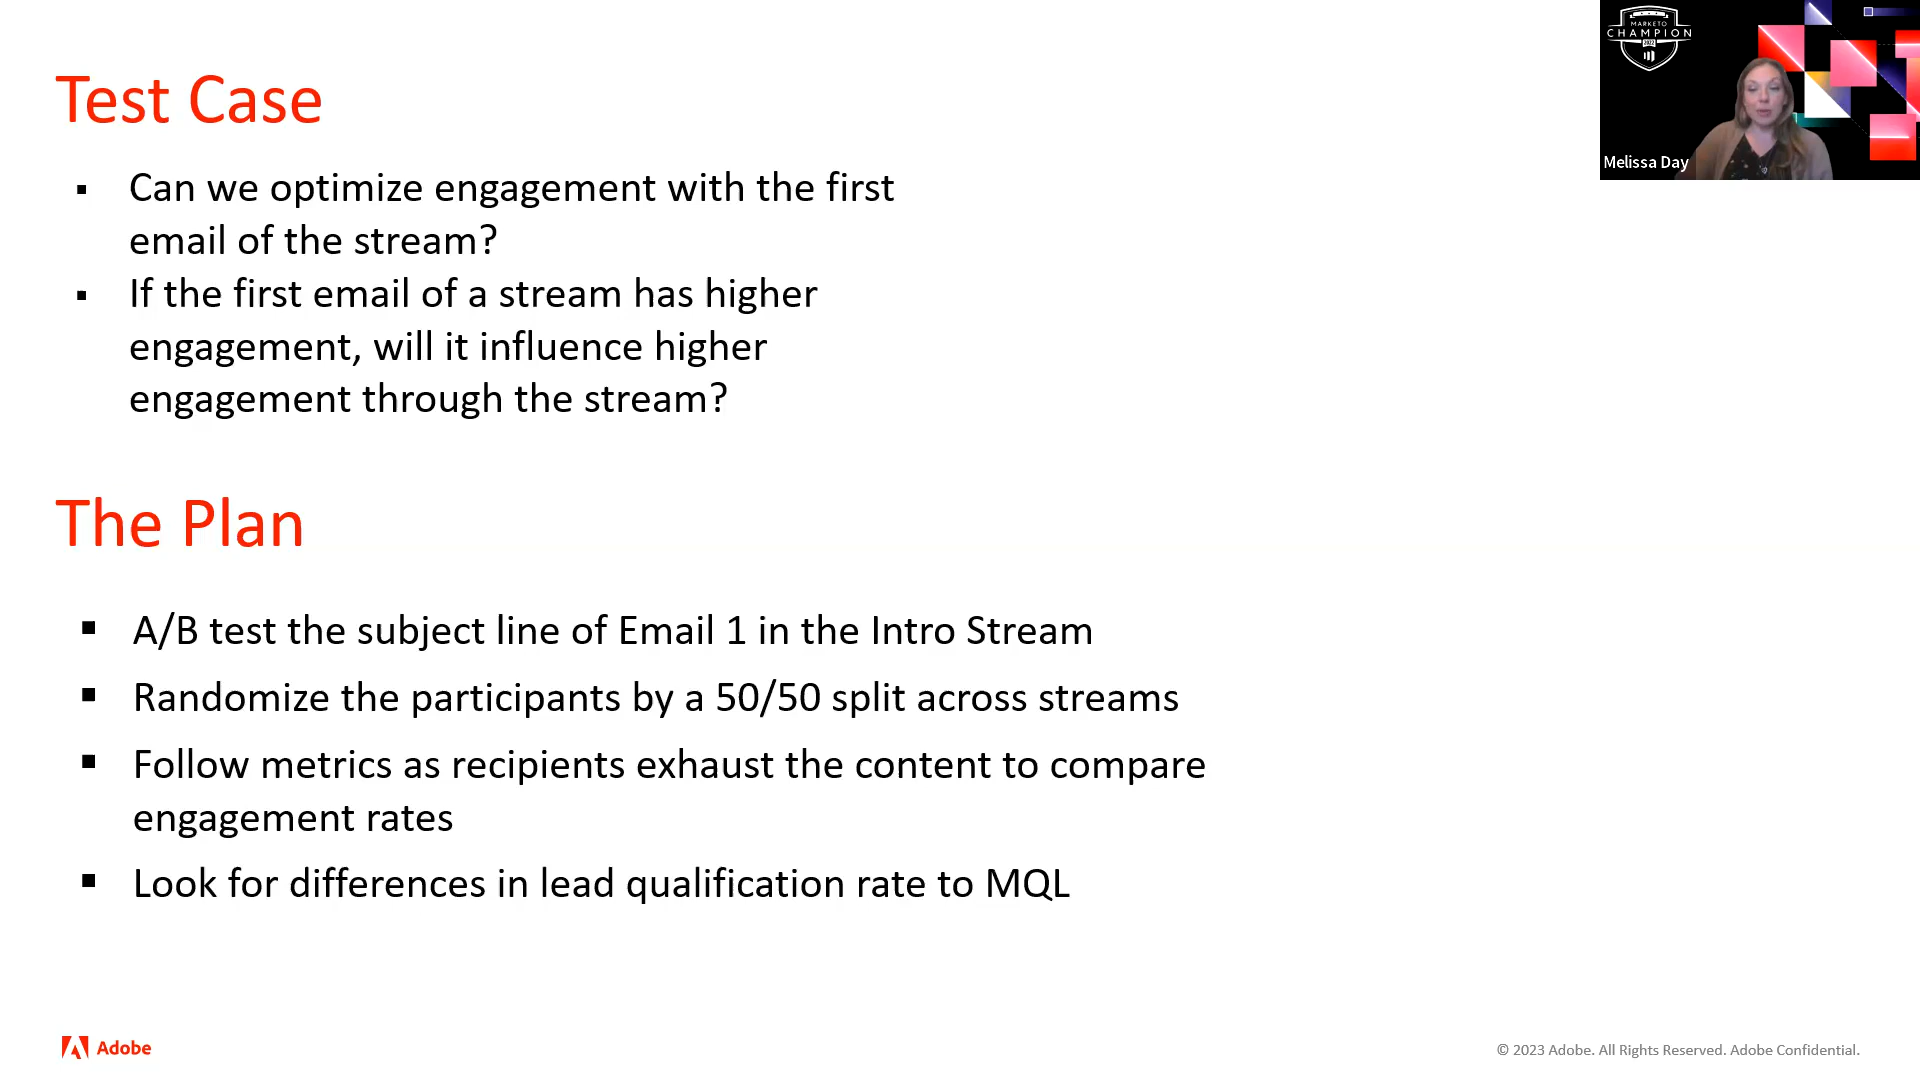 Test Case
▪ Can we optimize engagement with the first
email of the stream?
▪ If the first email of a stream has higher
engagement, will it influence higher
engagement through the stream?
The Plan
▪ A/B test the subject line of Email 1 in the Intro Stream
▪ Randomize the participants by a 50/50 split across streams
▪ Follow metrics as recipients exhaust the content to compare
engagement rates
▪ Look for differences in lead qualification rate to MQL
MARKETO
CHAMPION
Melissa Day
Adobe
© 2023 Adobe. All Rights Reserved. Adobe Confidential.